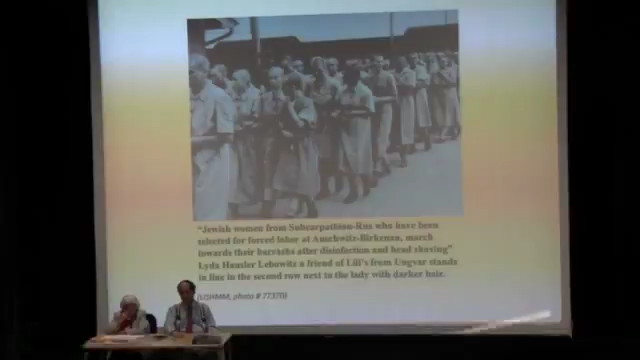 "Jewish women from Subcarpathian-Rus who have been
selected for forced labor at Auschwitz-Birkenau, march
towards their barracks after disinfection and head shaving"
Lyda Hausler Lebowitz a friend of Lili's from Ungvar stands
in line in the second row next to the lady with darker hair.
(USHMM, photo # 77370)